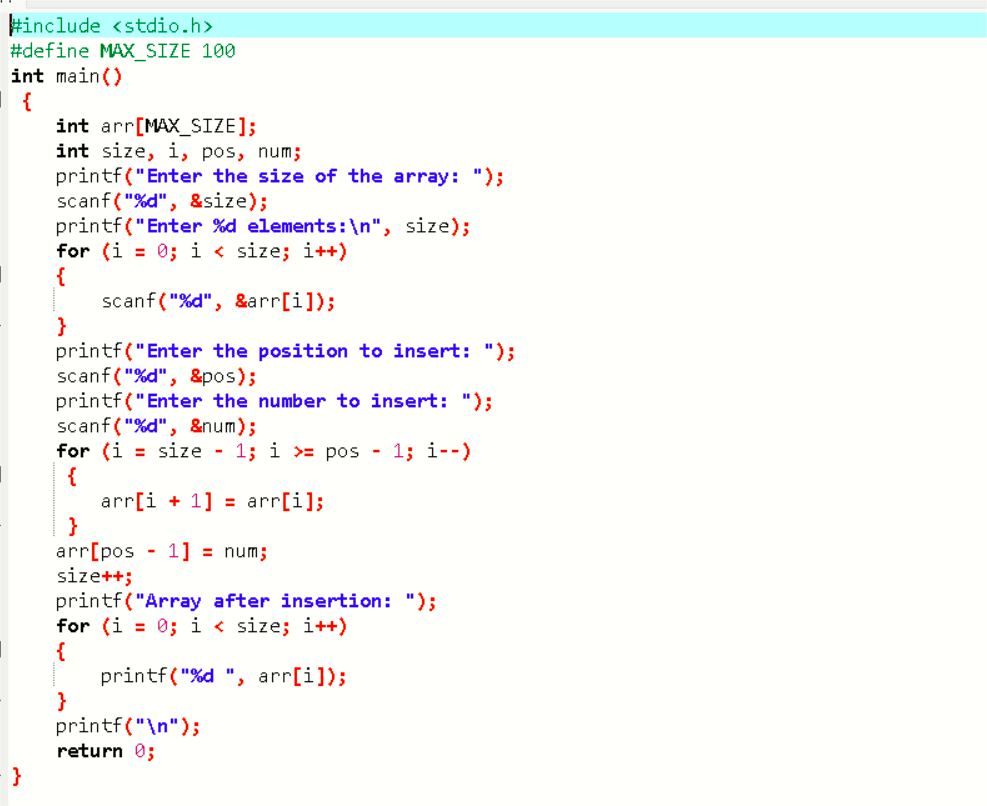 #include <stdio.h>
#define MAX_SIZE 100
int main()
 {
    int arr[MAX_SIZE];
    int size, i, pos, num;
    printf("Enter the size of the array: ");
    scanf("%d", &size);
    printf("Enter %d elements:\n", size);
    for (i = 0; i < size; i++)
    {
        scanf("%d", &arr[i]);
    }
    printf("Enter the position to insert: ");
    scanf("%d", &pos);
    printf("Enter the number to insert: ");
    scanf("%d", &num);
    for (i = size - 1; i >= pos - 1; i--)
     {
        arr[i + 1] = arr[i];
     }
    arr[pos - 1] = num;
    size++;
    printf("Array after insertion: ");
    for (i = 0; i < size; i++)
    {
        printf("%d ", arr[i]);
    }
    printf("\n");
    return 0;
}